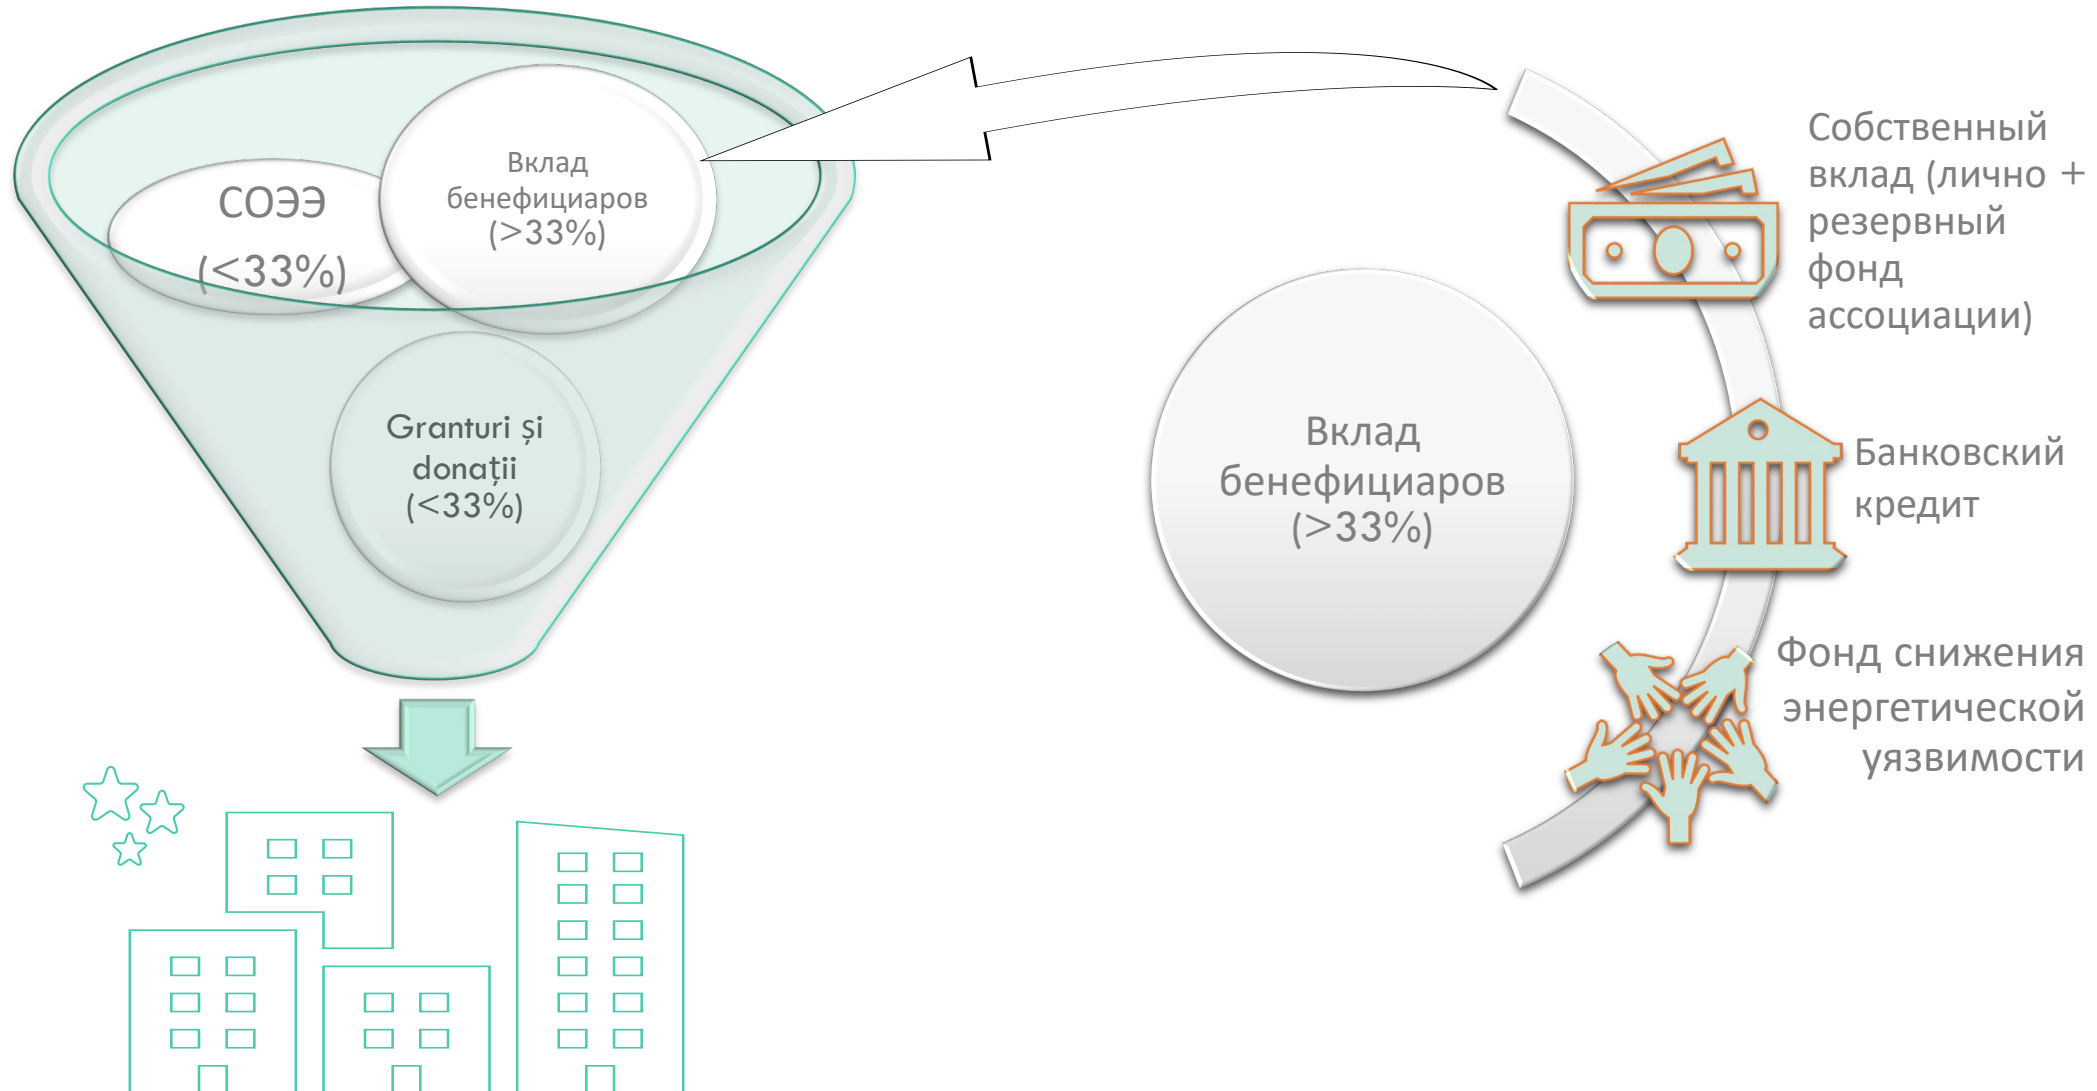 СОЭЭ
(<33%)
Вклад
бенефициаров
(>33%)
Granturi și
donații
(<33%)
Вклад
бенефициаров
(>33%)
Собственный
вклад (лично +
резервный
фонд
ассоциации)
Банковский
кредит
Фонд снижения
энергетической
уязвимости